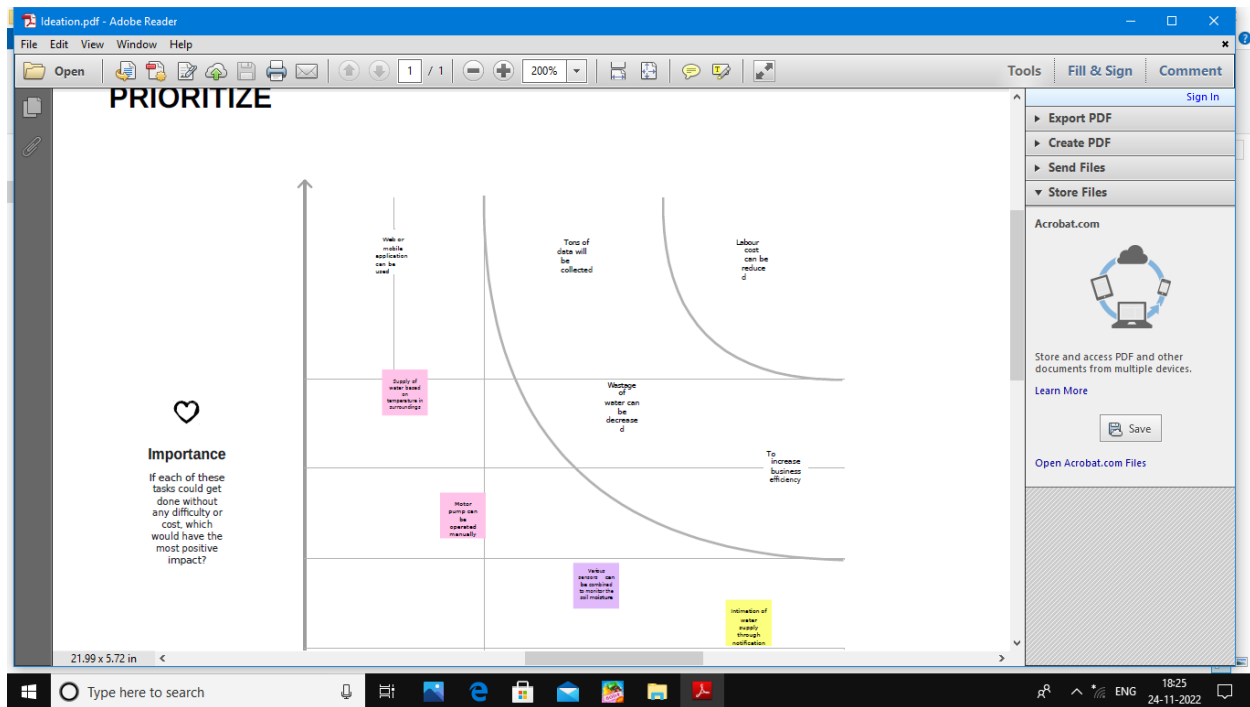 Ideation.pdf - Adobe Reader
File Edit View Window Help
Open
1 / 1
200%
Tools
Fill & Sign
Comment
PRIORITIZE
Sign In
Export PDF
Create PDF
Send Files
Store Files
Acrobat.com
Store and access PDF and other
documents from multiple devices.
Learn More
Save
Open Acrobat.com Files
Web or
mobile
application
can be
used
Tons of
data will
be
collected
Labour
cost
can be
reduce
d
Supply of
water based
on
temperature in
surroundings
Wastage
of
water can
be
decrease
d
To
increase
business
efficiency
Importance
If each of these
tasks could get
done without
any difficulty or
cost, which
would have the
most positive
impact?
Motor
pump can
be
operated
manually
sensors can
be combined
to monitor the
soil moisture
Intimation of
water
supply
through
notification
21.99 x 5.72 in
Type here to search
ENG
18:25
24-11-2022